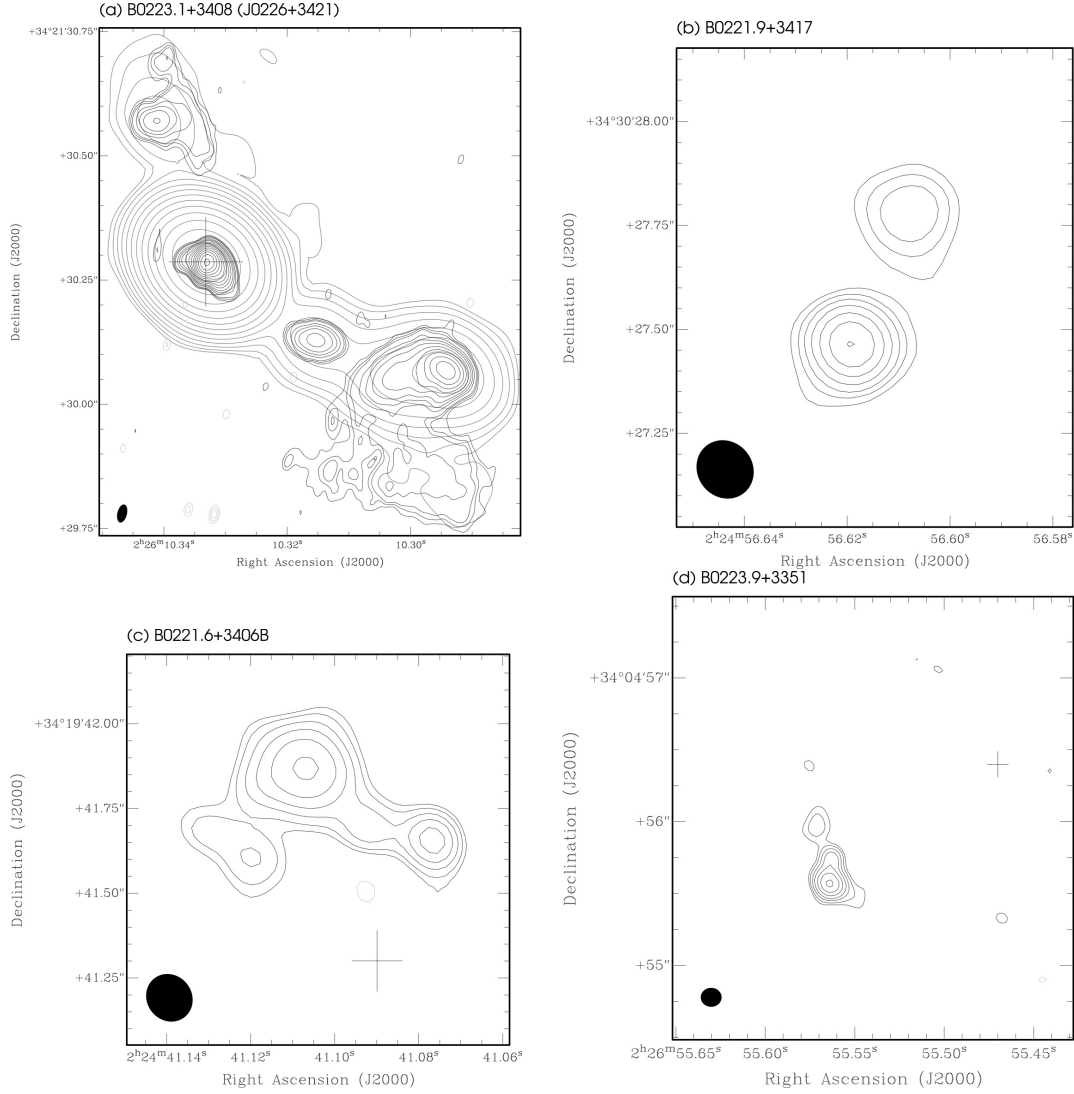 (a) B0223.1+3408 (J0226+3421)
+34°21′30.75″
+30.50″
+30.25″
+30.00″
+29.75″
Declination (J2000)
2ʰ26ᵐ10.34ˢ 10.32ˢ 10.30ˢ
Right Ascension (J2000)
(b) B0221.9+3417
+34°30′28.00″
+27.75″
+27.50″
+27.25″
Declination (J2000)
2ʰ24ᵐ56.64ˢ 56.62ˢ 56.60ˢ 56.58ˢ
Right Ascension (J2000)
(c) B0221.6+3406B
+34°19′42.00″
+41.75″
+41.50″
+41.25″
Declination (J2000)
2ʰ24ᵐ41.14ˢ 41.12ˢ 41.10ˢ 41.08ˢ 41.06ˢ
Right Ascension (J2000)
(d) B0223.9+3351
+34°04′57″
+56″
+55″
Declination (J2000)
2ʰ26ᵐ55.65ˢ 55.60ˢ 55.55ˢ 55.50ˢ 55.45ˢ
Right Ascension (J2000)